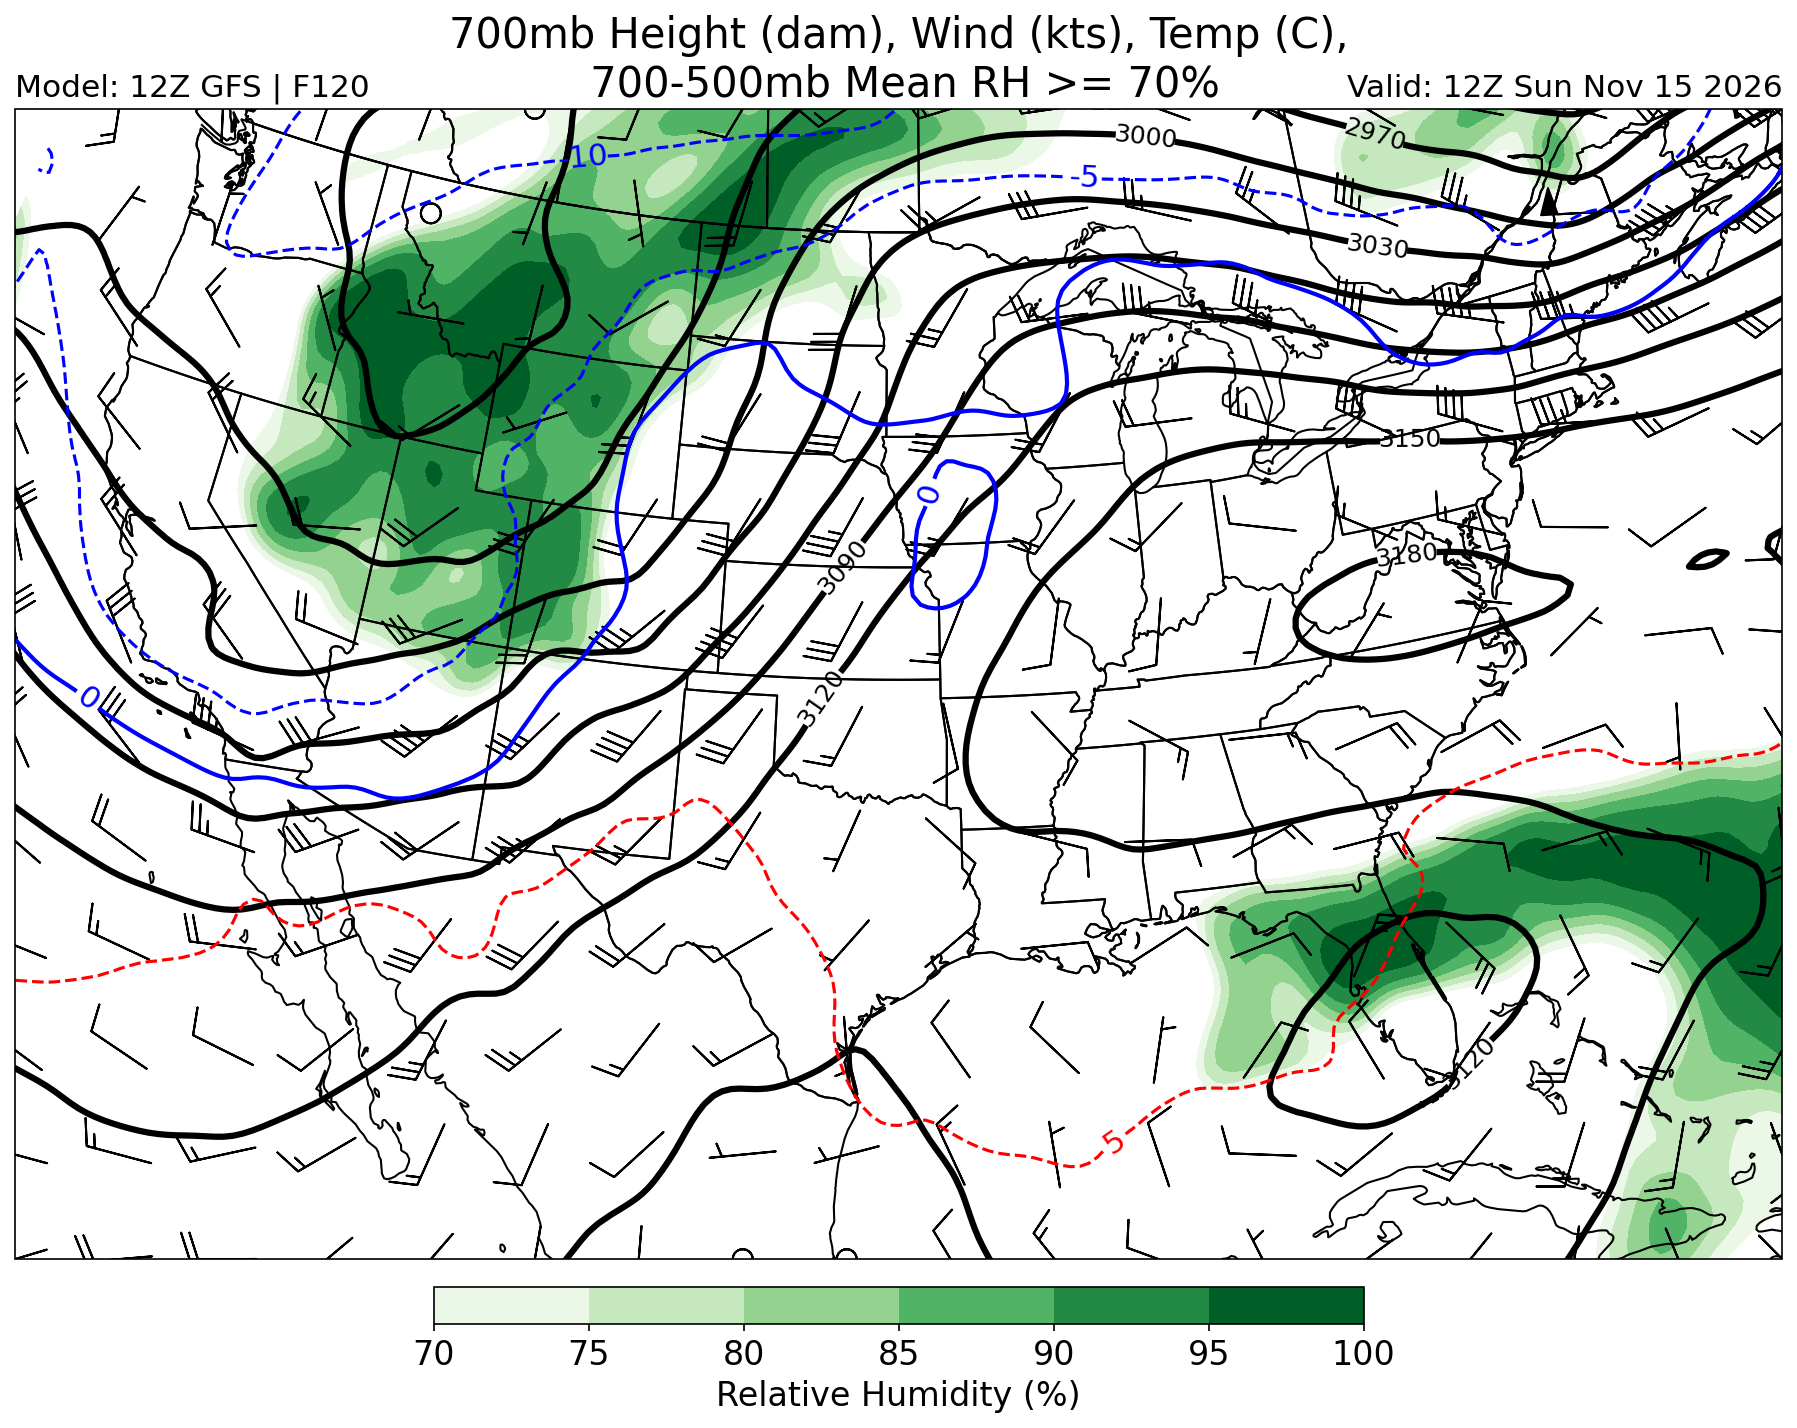 700mb Height (dam), Wind (kts), Temp (C),
700-500mb Mean RH >= 70%
Model: 12Z GFS | F120
Valid: 12Z Sun Nov 15 2026
3000
2970
-10
-5
3030
3150
0
3090
3180
0
3120
3120
5
70 75 80 85 90 95 100
Relative Humidity (%)